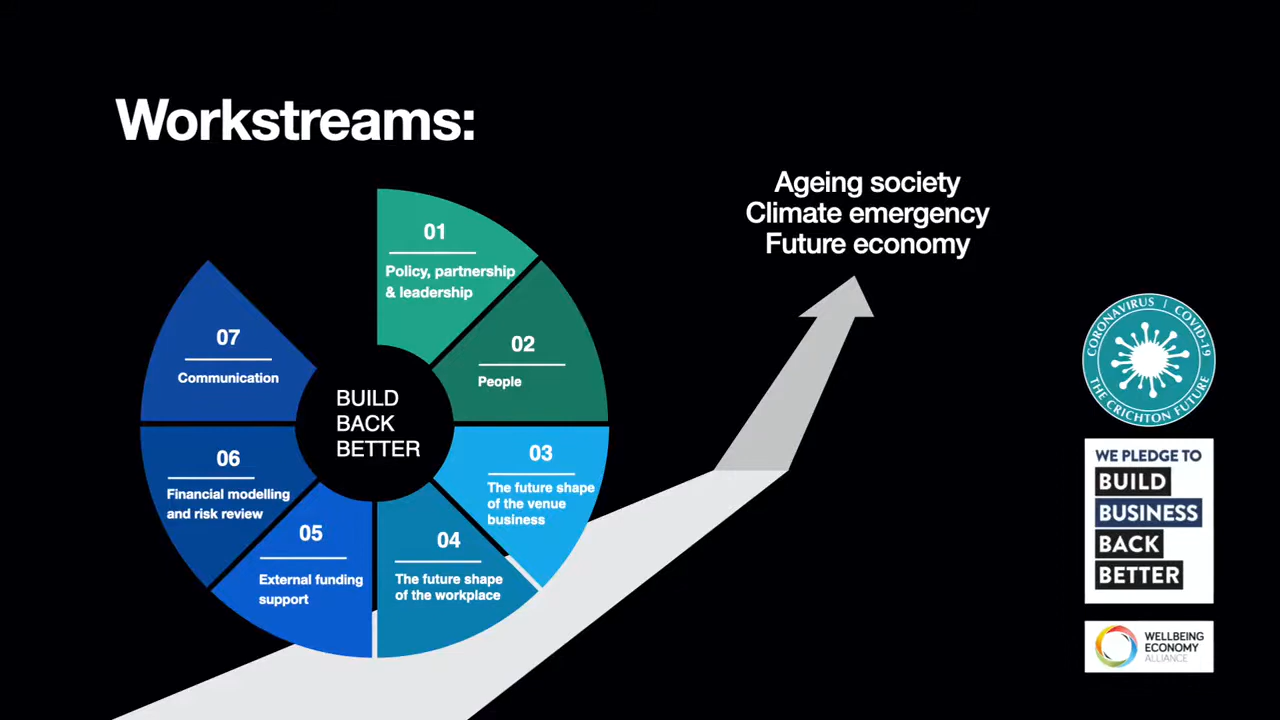 Workstreams:
Ageing society
Climate emergency
Future economy
01
Policy, partnership
& leadership
02
People
03
The future shape
of the venue
business
04
The future shape
of the workplace
05
External funding
support
06
Financial modelling
and risk review
07
Communication
BUILD
BACK
BETTER
CORONAVIRUS | COVID-19
THE CRICHTON FUTURE
WE PLEDGE TO
BUILD
BUSINESS
BACK
BETTER
WELLBEING
ECONOMY
ALLIANCE